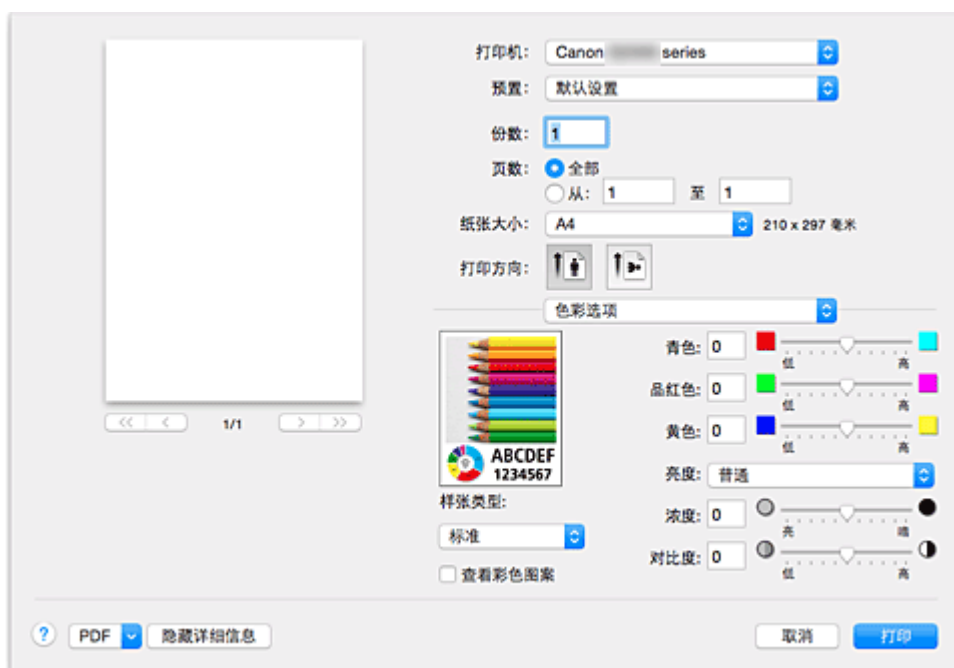 打印机: Canon series
预置: 默认设置
份数: 1
页数: 全部
从: 1 至 1
纸张大小: A4 210 x 297 毫米
打印方向:
色彩选项
青色: 0
低 高
品红色: 0
低 高
黄色: 0
低 高
亮度: 普通
浓度: 0
亮 暗
对比度: 0
低 高
ABCDEF
1234567
样张类型:
标准
查看彩色图案
<< < 1/1 > >>
? PDF 隐藏详细信息 取消 打印